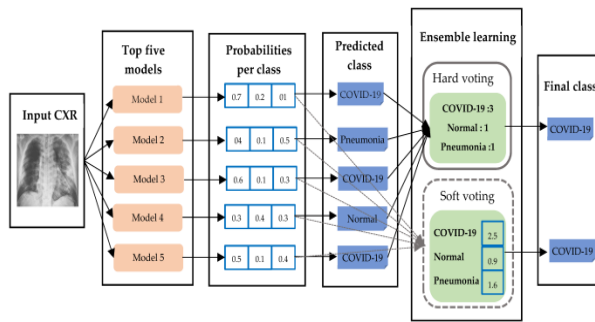 Input CXR
Top five
models
Model 1
Model 2
Model 3
Model 4
Model 5
Probabilities
per class
0.7 0.2 01
04 0.1 0.5
0.6 0.1 0.3
0.3 0.4 0.3
0.5 0.1 0.4
Predicted
class
COVID-19
Pneumonia
COVID-19
Normal
COVID-19
Ensemble learning
Hard voting
COVID-19 :3
Normal : 1
Pneumonia :1
Soft voting
COVID-19 2.5
Normal 0.9
Pneumonia 1.6
Final class
COVID-19
COVID-19